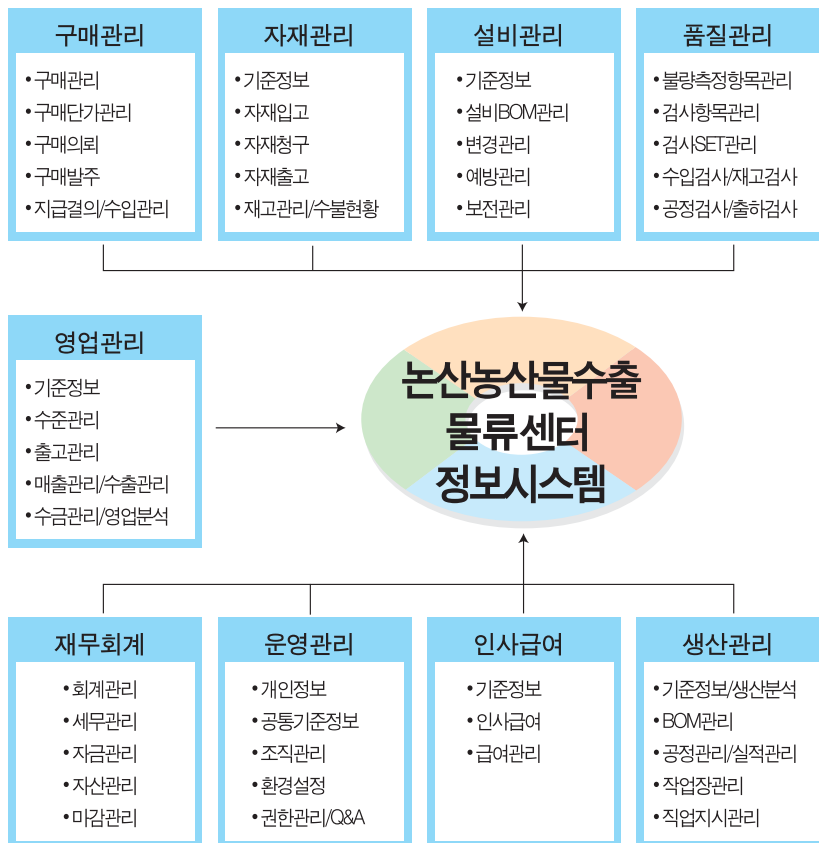 구매관리
• 구매관리
• 구매단가관리
• 구매의뢰
• 구매발주
• 지급결의/수입관리
자재관리
• 기준정보
• 자재입고
• 자재청구
• 자재출고
• 재고관리/수불현황
설비관리
• 기준정보
• 설비BOM관리
• 변경관리
• 예방관리
• 보전관리
품질관리
• 불량측정항목관리
• 검사항목관리
• 검사SET관리
• 수입검사/재고검사
• 공정검사/출하검사
영업관리
• 기준정보
• 수준관리
• 출고관리
• 매출관리/수출관리
• 수금관리/영업분석
논산농산물수출
물류센터
정보시스템
재무회계
• 회계관리
• 세무관리
• 자금관리
• 자산관리
• 마감관리
운영관리
• 개인정보
• 공통기준정보
• 조직관리
• 환경설정
• 권한관리/Q&A
인사급여
• 기준정보
• 인사급여
• 급여관리
생산관리
• 기준정보/생산분석
• BOM관리
• 공정관리/실적관리
• 작업장관리
• 직업지시관리